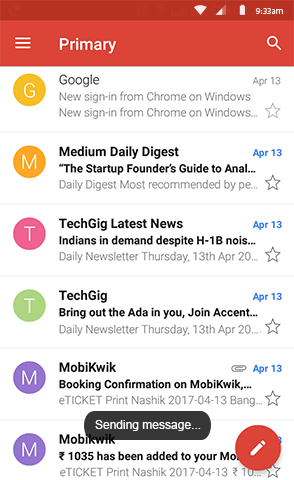 9:33am
Primary
G
Google
Apr 13
New sign-in from Chrome on Windows
New sign-in from Chrome on Windows...
M
Medium Daily Digest
Apr 13
“The Startup Founder’s Guide to Anal...
Daily Digest Most recommended by pe...
T
TechGig Latest News
Apr 13
Indians in demand despite H-1B nois...
Daily Newsletter Thursday, 13th Apr 20...
T
TechGig
Apr 13
Bring out the Ada in you, Join Accent...
Daily Newsletter Thursday, 13th Apr 20...
M
MobiKwik
Apr 13
Booking Confirmation on MobiKwik,...
eTICKET Print Nashik 2017-04-13 Bang...
M
Mobikwik
Apr 13
₹ 1035 has been added to your Mobi...
eTICKET Print Nashik 2017-04-13 ₹ 10...
Sending message...